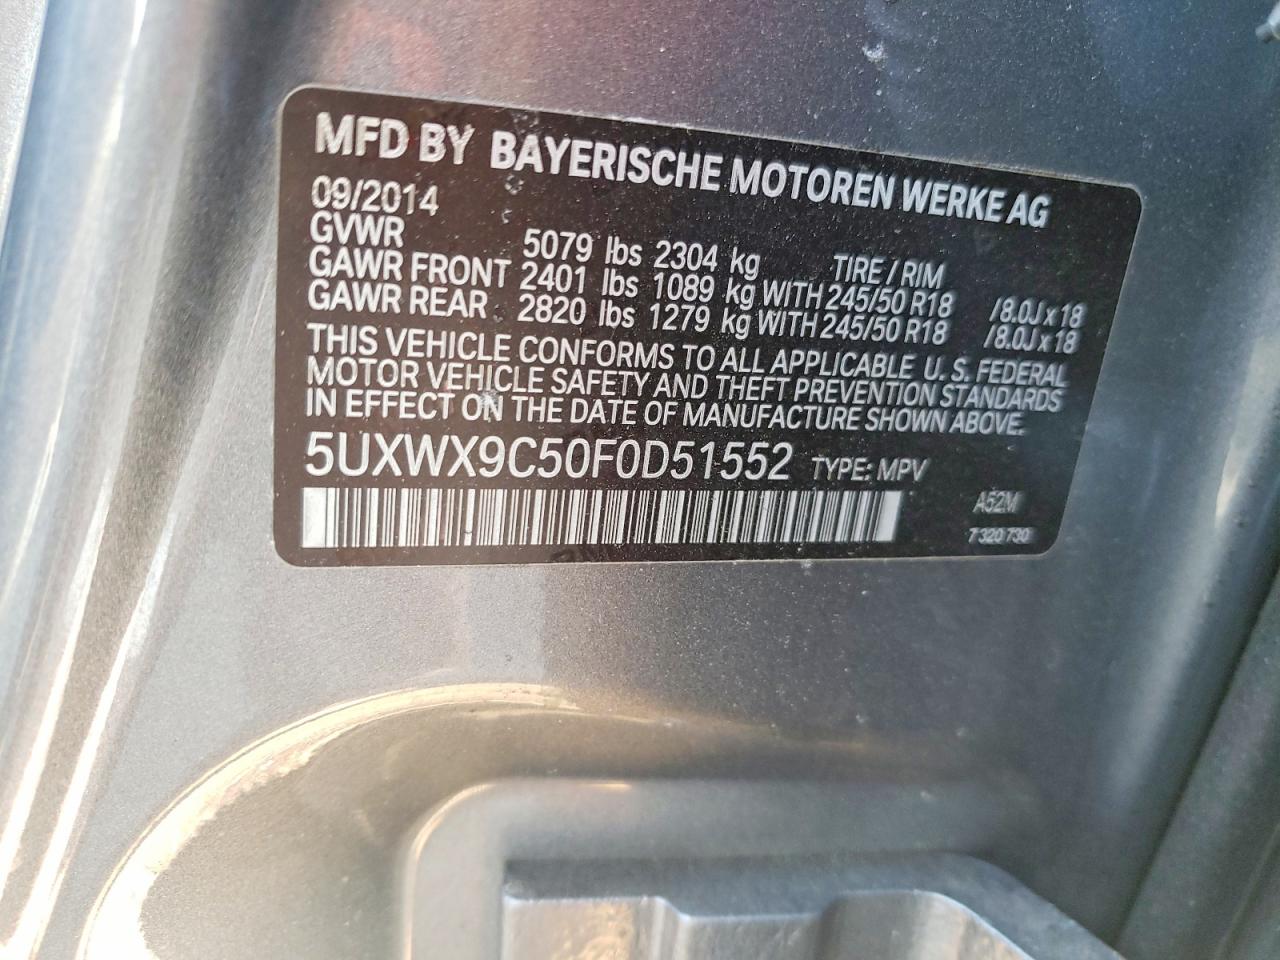 MFD BY BAYERISCHE MOTOREN WERKE AG
09/2014
GVWR 5079 lbs 2304 kg TIRE / RIM
GAWR FRONT 2401 lbs 1089 kg WITH 245/50 R18 /8.0J x 18
GAWR REAR 2820 lbs 1279 kg WITH 245/50 R18 /8.0J x 18
THIS VEHICLE CONFORMS TO ALL APPLICABLE U. S. FEDERAL
MOTOR VEHICLE SAFETY AND THEFT PREVENTION STANDARDS
IN EFFECT ON THE DATE OF MANUFACTURE SHOWN ABOVE.
5UXWX9C50F0D51552 TYPE: MPV
A52M
7 320 730